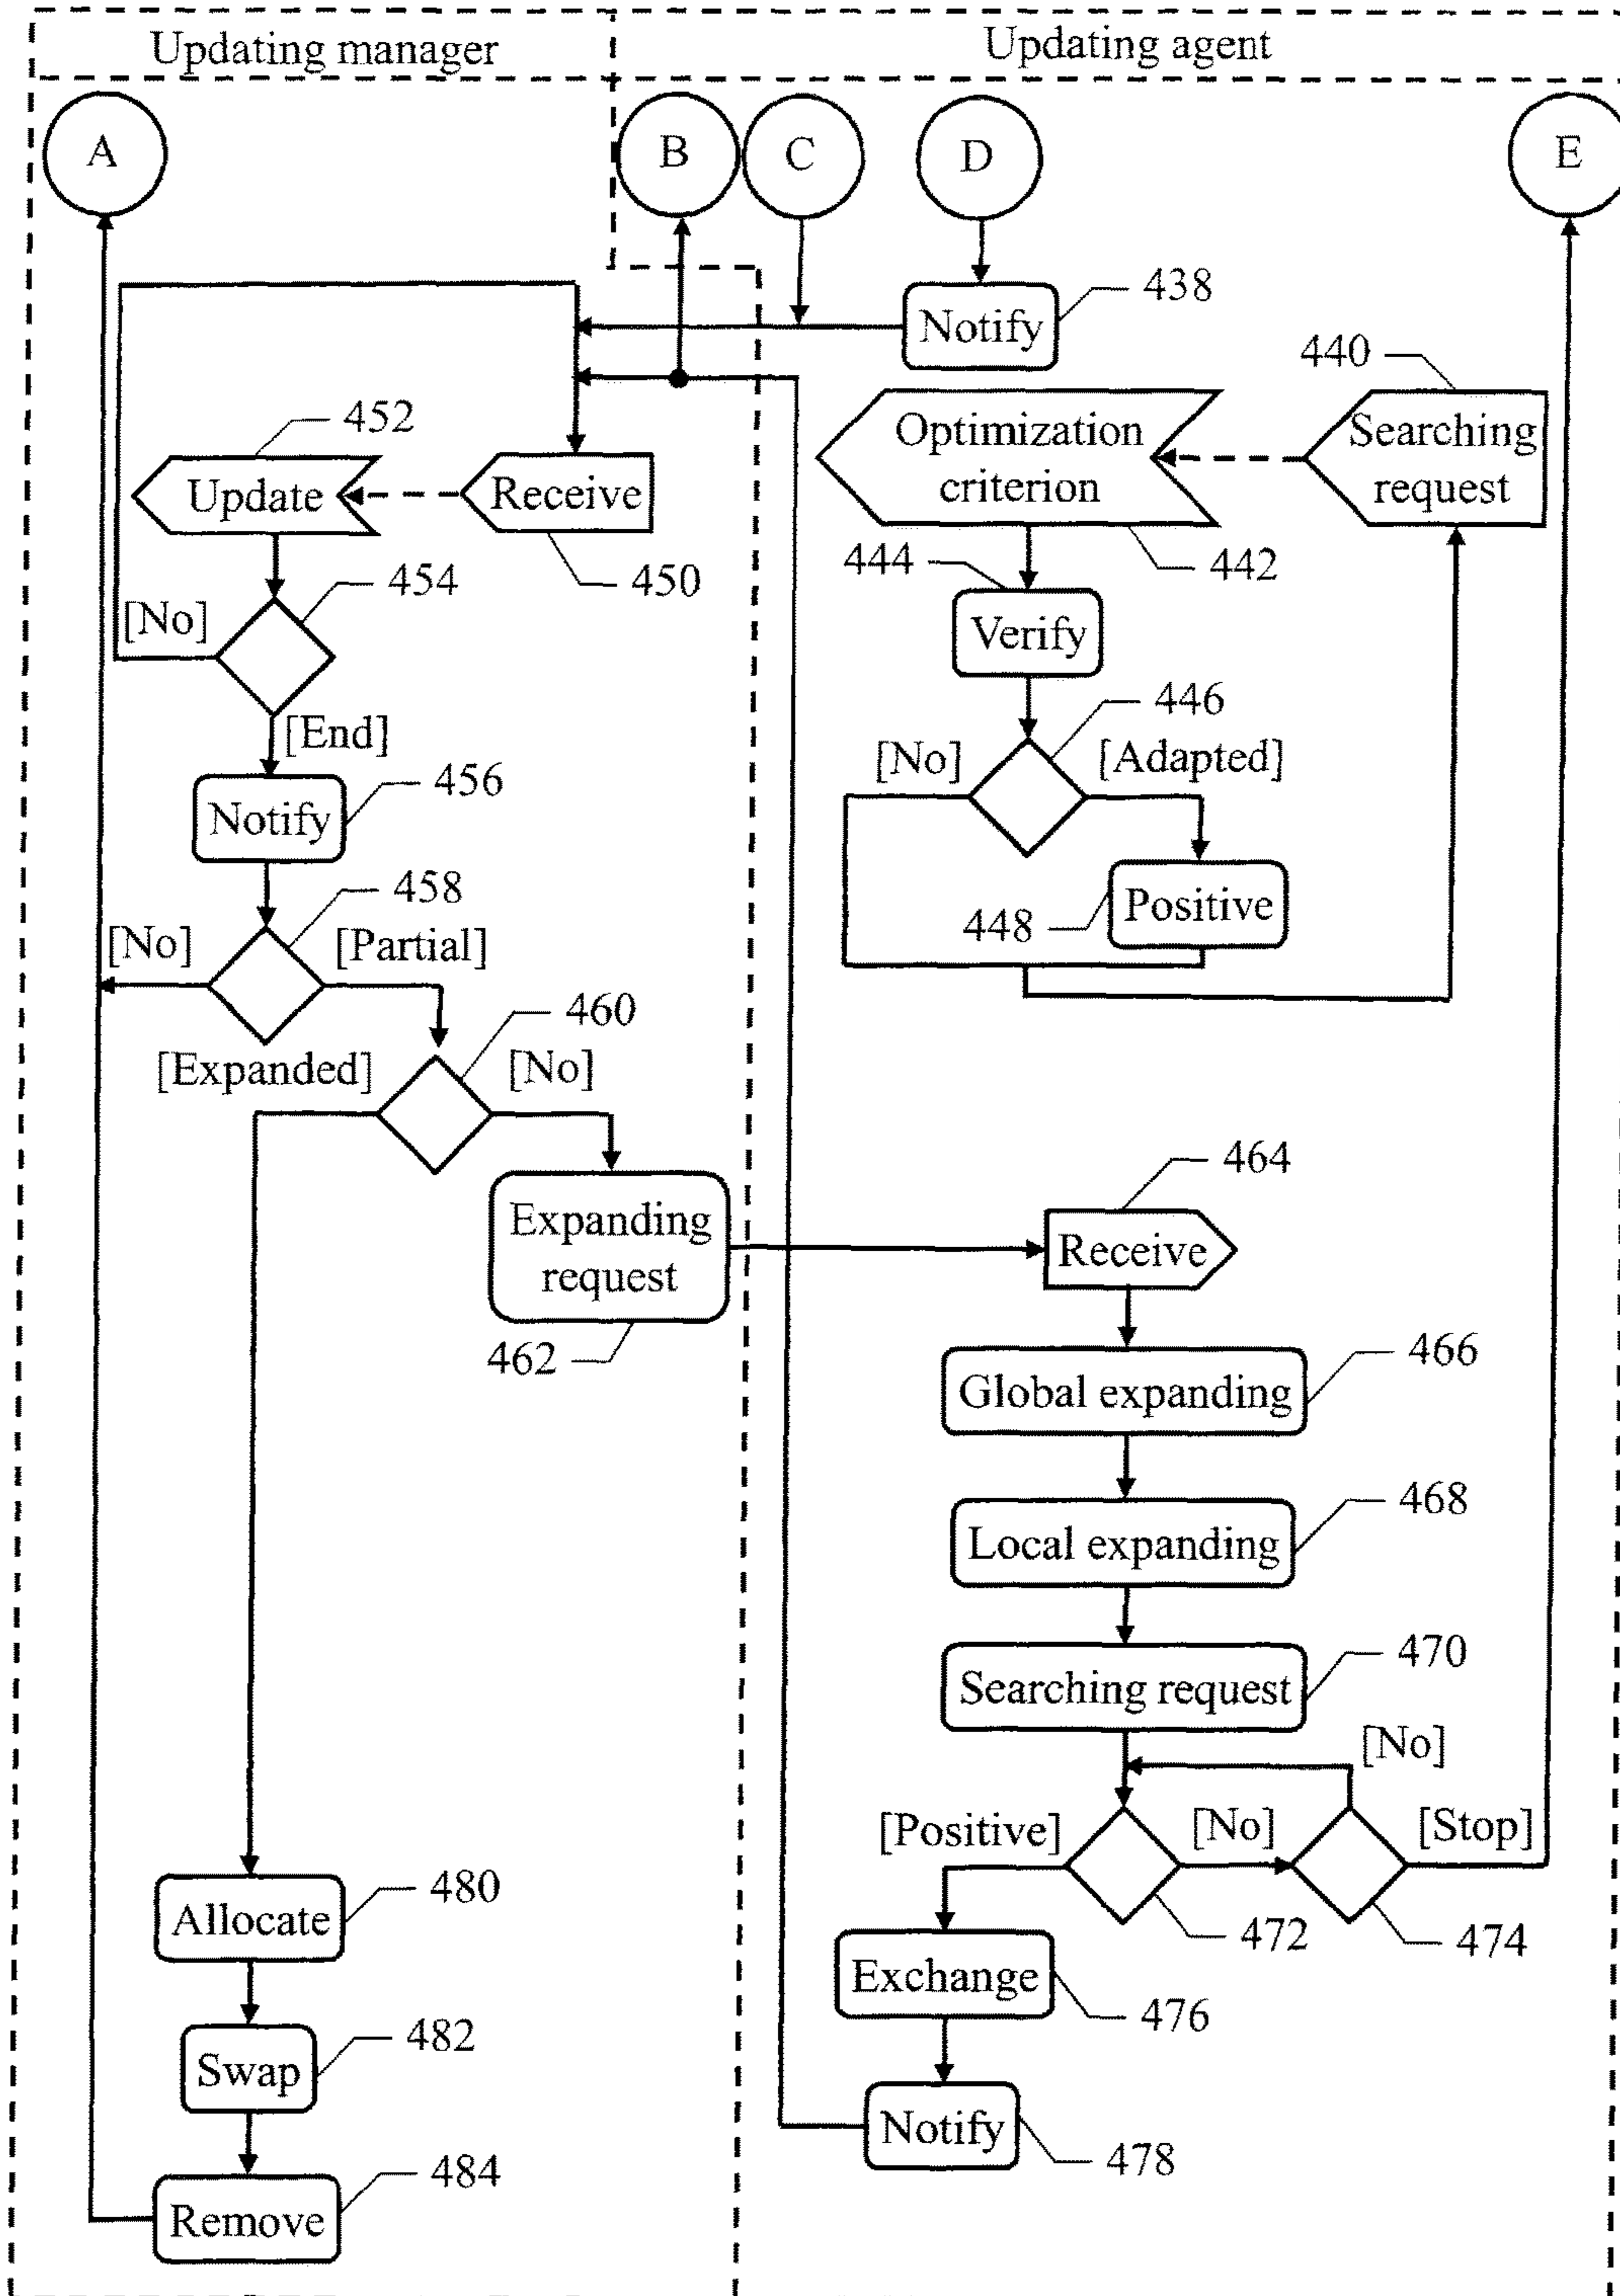 Updating manager
Updating agent
A
B
C
D
E
Notify
438
440
Searching
request
Optimization
criterion
442
452
Update
Receive
450
444
Verify
454
[No]
[End]
446
[No]
[Adapted]
456
Notify
Positive
448
458
[No]
[Partial]
460
[Expanded]
[No]
Expanding
request
462
464
Receive
466
Global expanding
468
Local expanding
470
Searching request
[No]
[Positive]
[No]
[Stop]
472
474
480
Allocate
Exchange
476
482
Swap
Notify
478
484
Remove